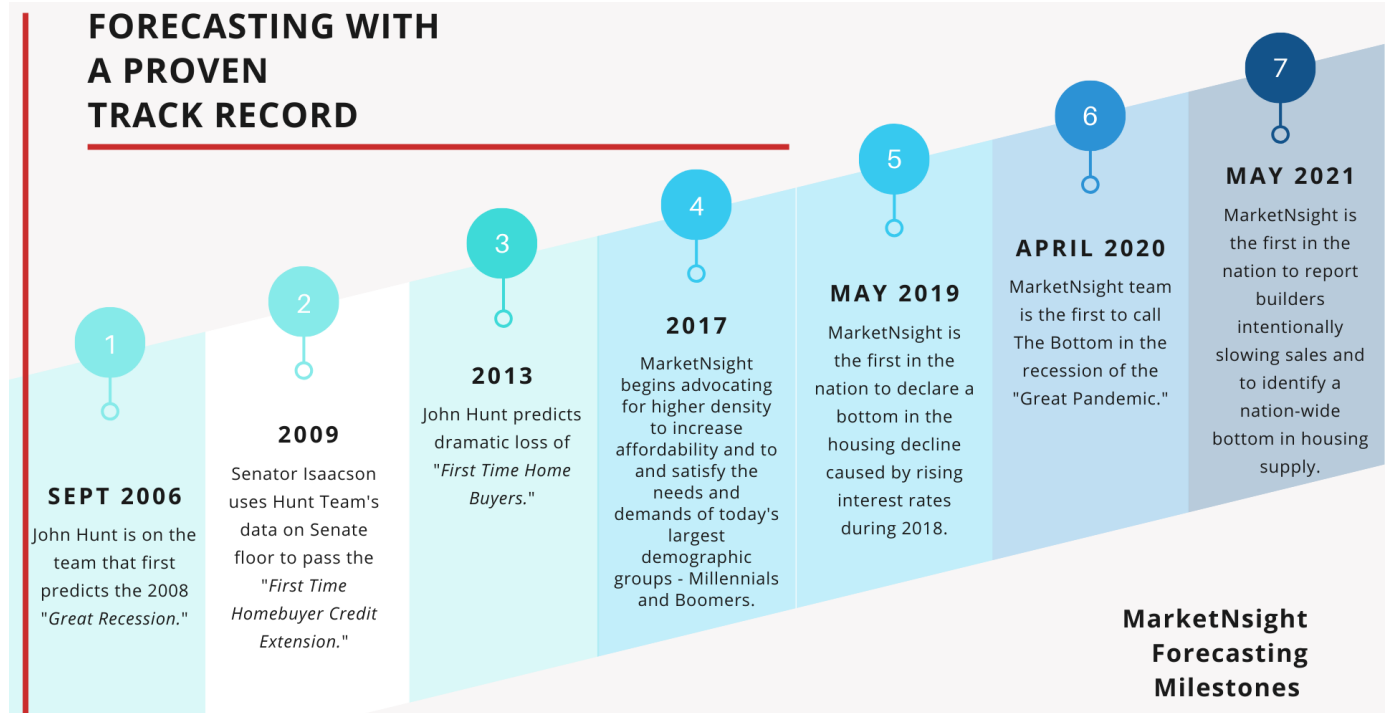 FORECASTING WITH
A PROVEN
TRACK RECORD
1
SEPT 2006
John Hunt is on the
team that first
predicts the 2008
"Great Recession."
2
2009
Senator Isaacson
uses Hunt Team's
data on Senate
floor to pass the
"First Time
Homebuyer Credit
Extension."
3
2013
John Hunt predicts
dramatic loss of
"First Time Home
Buyers."
4
2017
MarketNsight
begins advocating
for higher density
to increase
affordability and to
and satisfy the
needs and
demands of today's
largest
demographic
groups - Millennials
and Boomers.
5
MAY 2019
MarketNsight is
the first in the
nation to declare a
bottom in the
housing decline
caused by rising
interest rates
during 2018.
6
APRIL 2020
MarketNsight team
is the first to call
The Bottom in the
recession of the
"Great Pandemic."
7
MAY 2021
MarketNsight is
the first in the
nation to report
builders
intentionally
slowing sales and
to identify a
nation-wide
bottom in housing
supply.
MarketNsight
Forecasting
Milestones